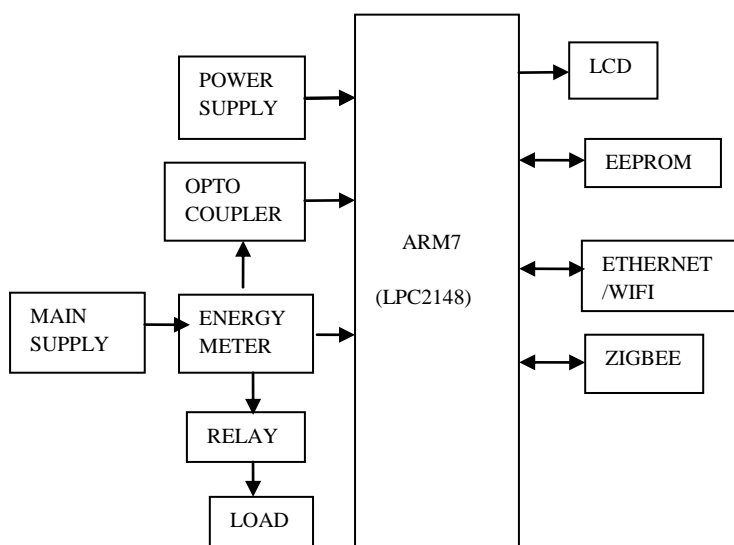 POWER
SUPPLY
OPTO
COUPLER
MAIN
SUPPLY
ENERGY
METER
RELAY
LOAD
ARM7
(LPC2148)
LCD
EEPROM
ETHERNET
/WIFI
ZIGBEE